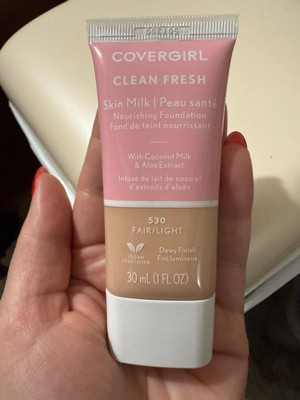 COVERGIRL
CLEAN FRESH
Skin Milk | Peau santé
Nourishing Foundation
Fond de teint nourrissant
With Coconut Milk
& Aloe Extract
Infusé de lait de coco et
d'extraits d'aloès
530
FAIR/LIGHT
VEGAN
VÉGÉTALIEN
Dewy Finish
Fini lumineux
30 mL (1 FL OZ)